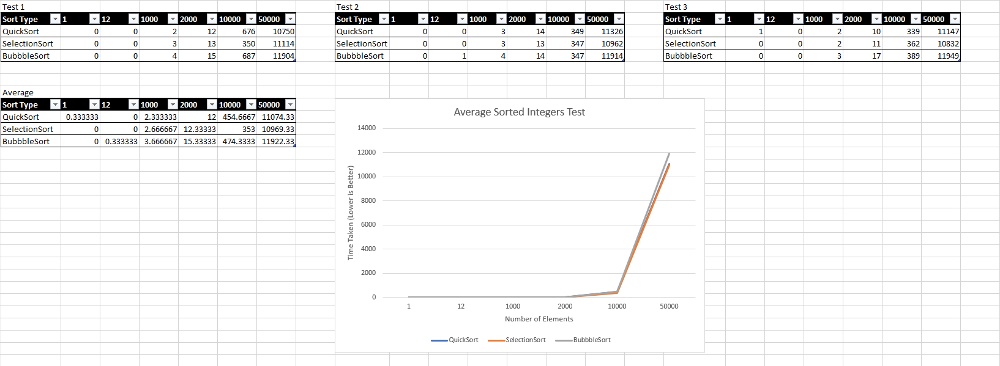 Test 1
Sort Type 1 12 1000 2000 10000 50000
QuickSort 0 0 2 12 676 10750
SelectionSort 0 0 3 13 350 11114
BubbbleSort 0 0 4 15 687 11904
Test 2
Sort Type 1 12 1000 2000 10000 50000
QuickSort 0 0 3 14 349 11326
SelectionSort 0 0 3 13 347 10962
BubbbleSort 0 1 4 14 347 11914
Test 3
Sort Type 1 12 1000 2000 10000 50000
QuickSort 1 0 2 10 339 11147
SelectionSort 0 0 2 11 362 10832
BubbbleSort 0 0 3 17 389 11949
Average
Sort Type 1 12 1000 2000 10000 50000
QuickSort 0.333333 0 2.333333 12 454.6667 11074.33
SelectionSort 0 0 2.666667 12.33333 353 10969.33
BubbbleSort 0 0.333333 3.666667 15.33333 474.3333 11922.33
Average Sorted Integers Test
Time Taken (Lower is Better)
14000
12000
10000
8000
6000
4000
2000
0
1 12 1000 2000 10000 50000
Number of Elements
QuickSort SelectionSort BubbbleSort